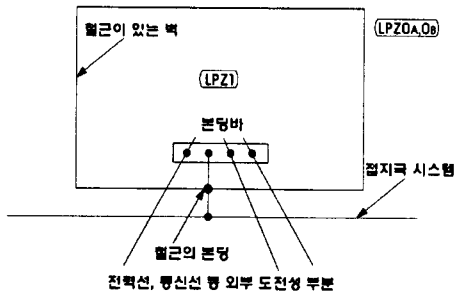 철근이 있는 벽
LPZ0A,0B
LPZ1
본딩바
접지극 시스템
철근의 본딩
전력선, 통신선 등 외부 도전성 부분